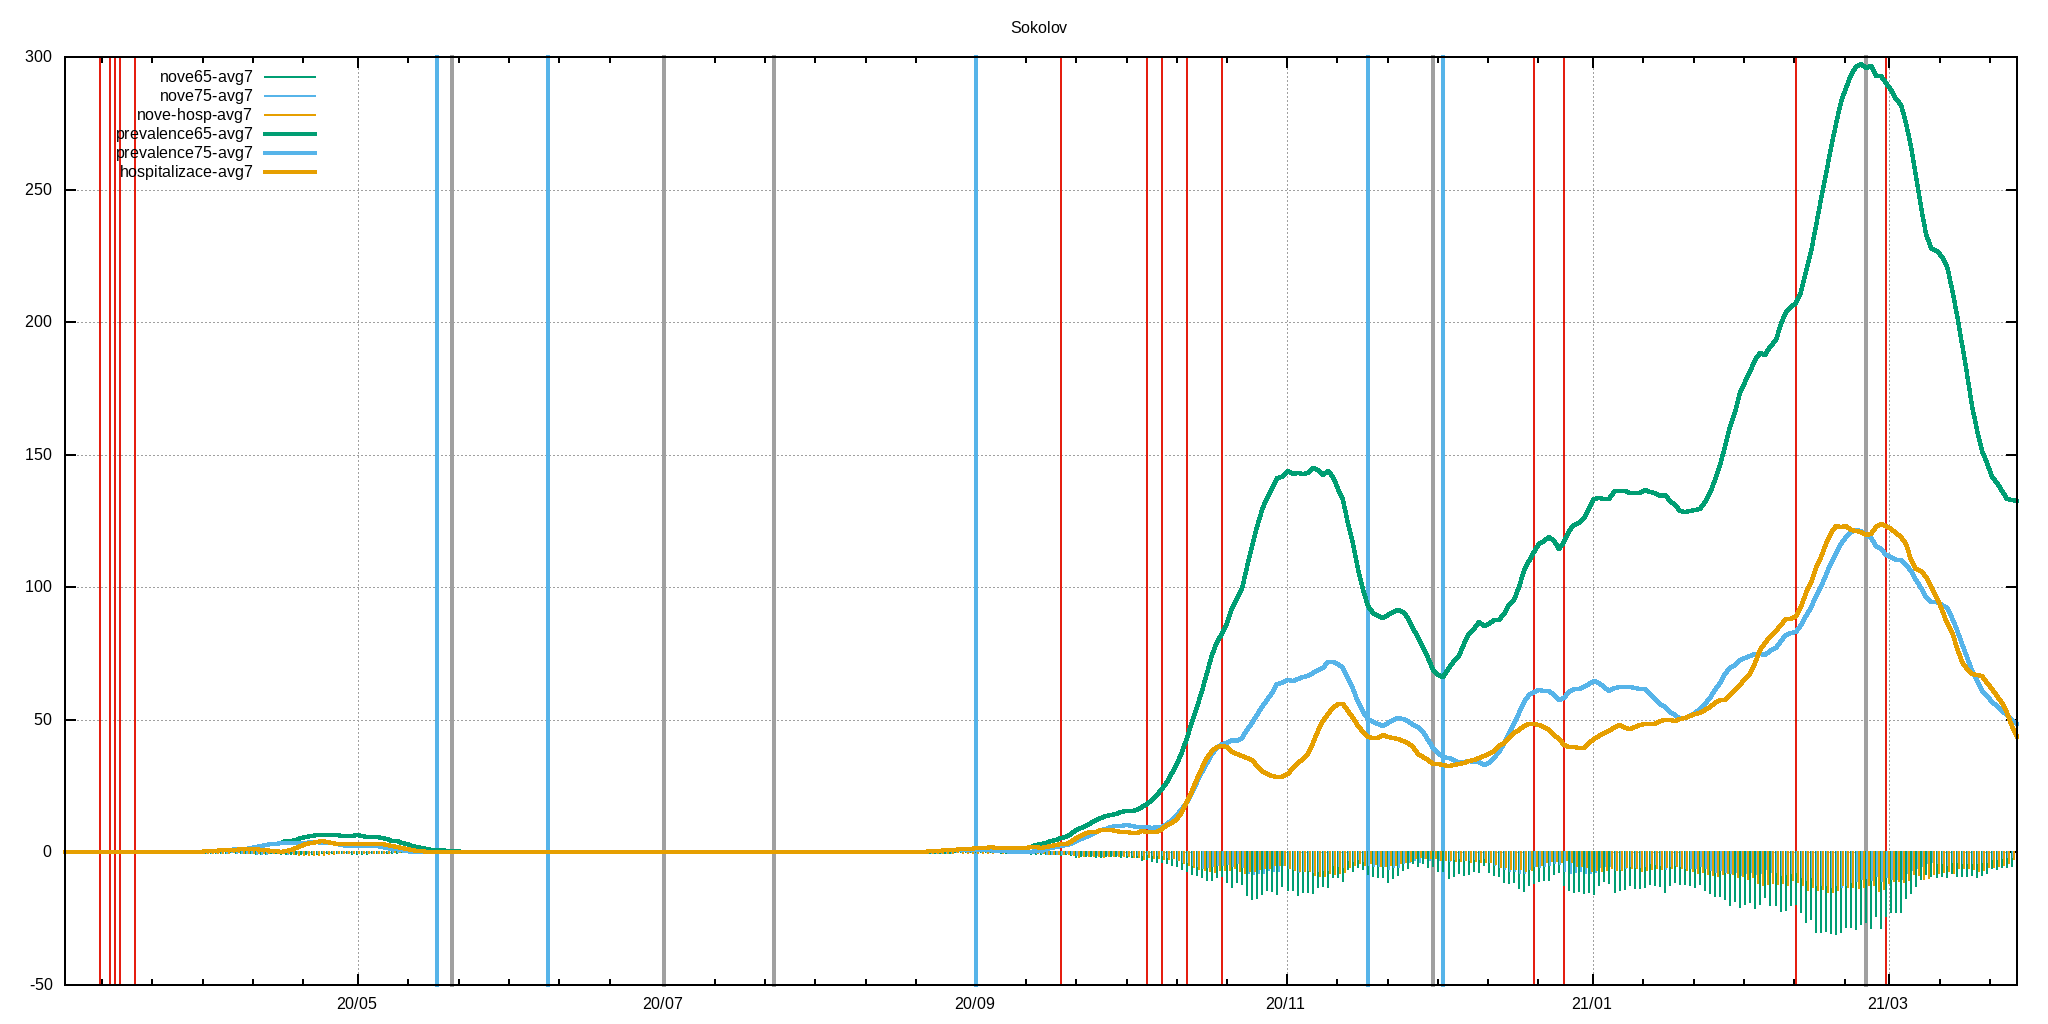 Sokolov
300
nove65-avg7
nove75-avg7
nove-hosp-avg7
prevalence65-avg7
prevalence75-avg7
hospitalizace-avg7
250
200
150
100
50
0
-50
20/05 20/07 20/09 20/11 21/01 21/03